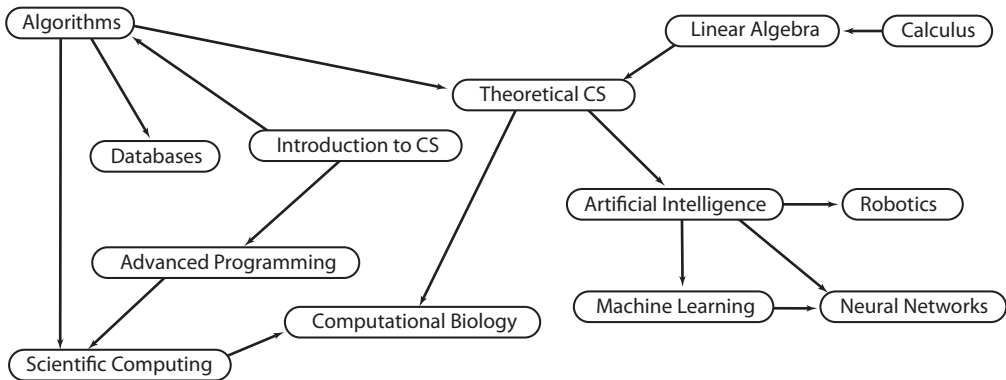 Algorithms
Linear Algebra
Calculus
Theoretical CS
Introduction to CS
Databases
Artificial Intelligence
Robotics
Advanced Programming
Machine Learning
Neural Networks
Computational Biology
Scientific Computing